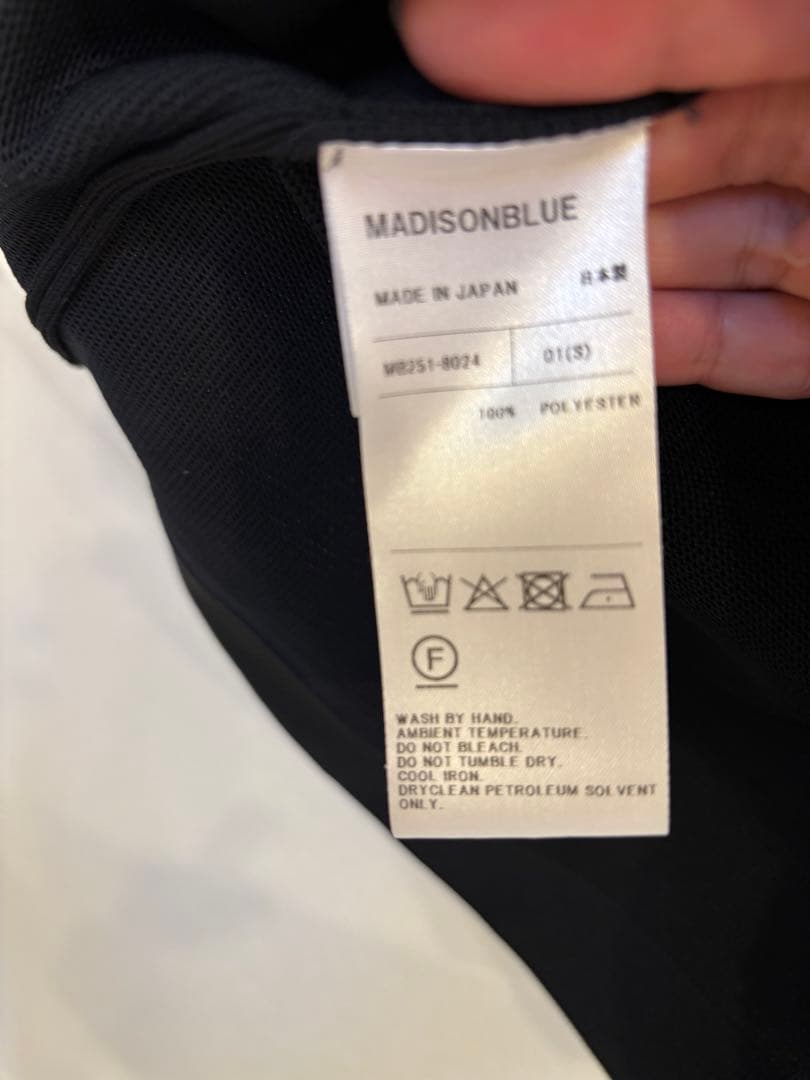 MADISONBLUE
MADE IN JAPAN 日本製
MB251-8024 01(S)
100% POLYESTER
F
WASH BY HAND.
AMBIENT TEMPERATURE.
DO NOT BLEACH.
DO NOT TUMBLE DRY.
COOL IRON.
DRYCLEAN PETROLEUM SOLVENT
ONLY.